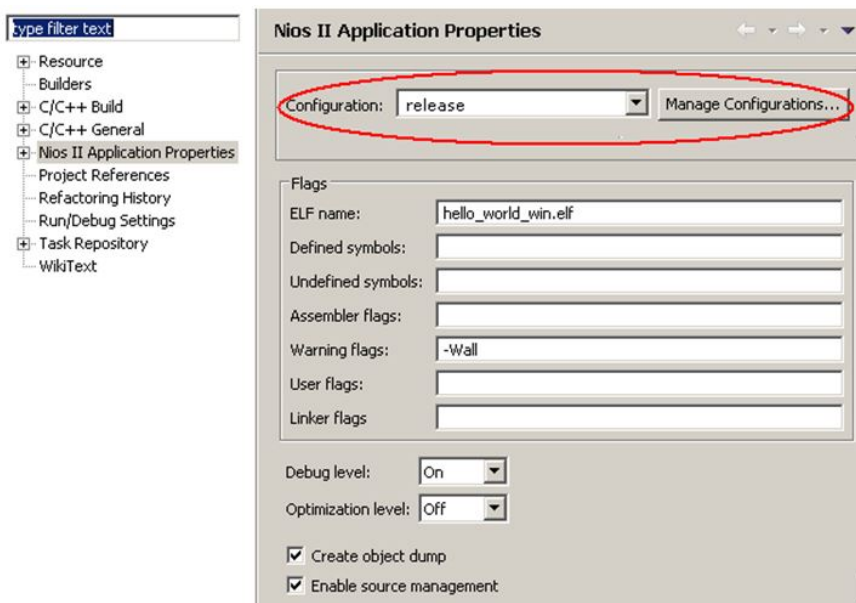 type filter text
Resource
Builders
C/C++ Build
C/C++ General
Nios II Application Properties
Project References
Refactoring History
Run/Debug Settings
Task Repository
WikiText
Nios II Application Properties
Configuration: release Manage Configurations...
Flags
ELF name: hello_world_win.elf
Defined symbols:
Undefined symbols:
Assembler flags:
Warning flags: -Wall
User flags:
Linker flags
Debug level: On
Optimization level: Off
Create object dump
Enable source management